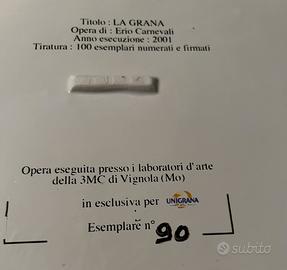 Titolo : LA GRANA
Opera di : Erio Carnevali
Anno esecuzione : 2001
Tiratura : 100 esemplari numerati e firmati
Opera eseguita presso i laboratori d'arte
della 3MC di Vignola (Mo)
in esclusiva per UNIGRANA
Esemplare n° 90
subito